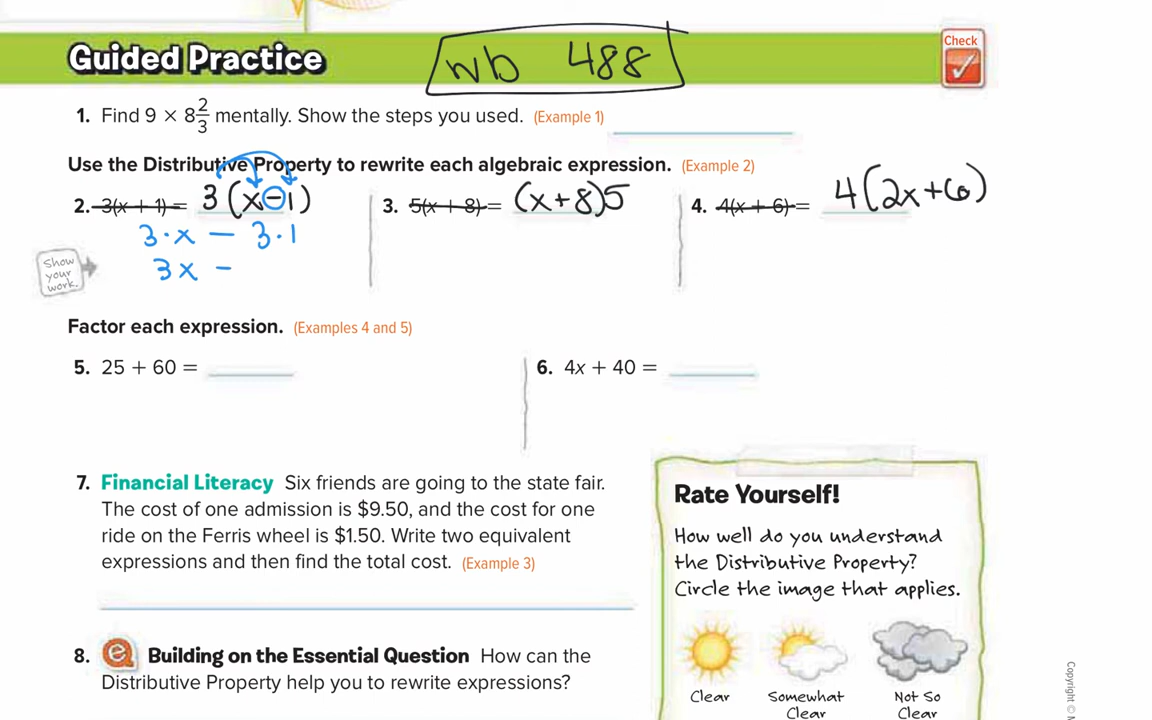 Guided Practice
wb 488
Check
1. Find 9 × 8 2/3 mentally. Show the steps you used. (Example 1)
Use the Distributive Property to rewrite each algebraic expression. (Example 2)
2. 3(x + 1) = 3(x-1)
3·x - 3·1
3x -
3. 5(x + 8) = (x+8)5
4. 4(x + 6) = 4(2x+6)
Show
your
work.
Factor each expression. (Examples 4 and 5)
5. 25 + 60 =
6. 4x + 40 =
7. Financial Literacy Six friends are going to the state fair.
The cost of one admission is $9.50, and the cost for one
ride on the Ferris wheel is $1.50. Write two equivalent
expressions and then find the total cost. (Example 3)
8. e Building on the Essential Question How can the
Distributive Property help you to rewrite expressions?
Rate Yourself!
How well do you understand
the Distributive Property?
Circle the image that applies.
Clear
Somewhat
Clear
Not So
Clear
Copyright ©